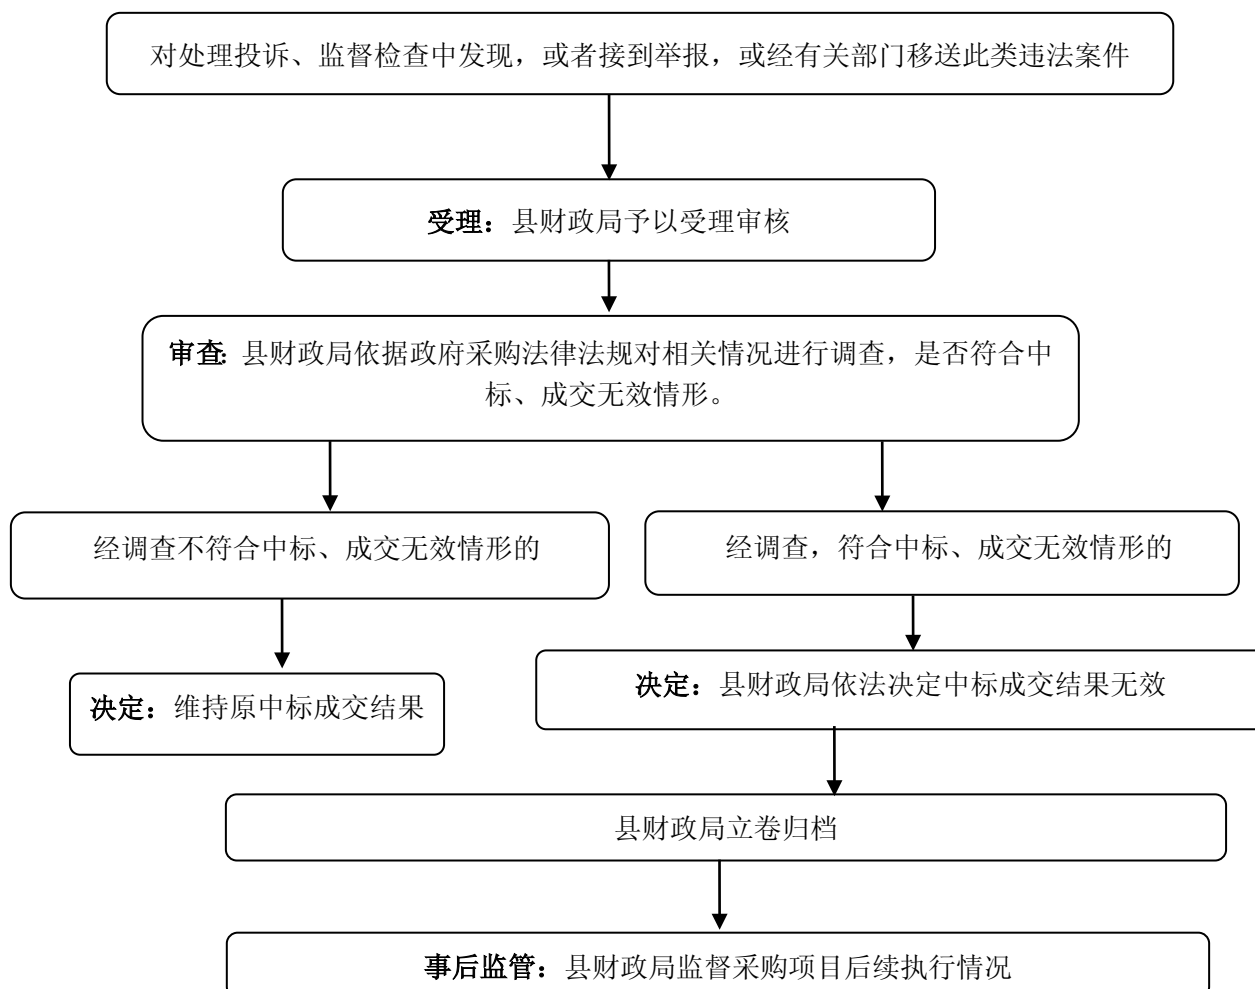 对处理投诉、监督检查中发现，或者接到举报，或经有关部门移送此类违法案件
受理：县财政局予以受理审核
审查：县财政局依据政府采购法律法规对相关情况进行调查，是否符合中
标、成交无效情形。
经调查不符合中标、成交无效情形的
经调查，符合中标、成交无效情形的
决定：县财政局依法决定中标成交结果无效
决定：维持原中标成交结果
县财政局立卷归档
事后监管：县财政局监督采购项目后续执行情况